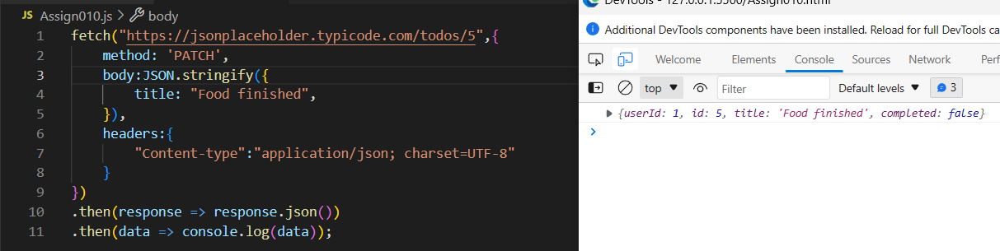 JS Assign010.js > body
1 fetch("https://jsonplaceholder.typicode.com/todos/5",{
2     method: 'PATCH',
3     body:JSON.stringify({
4         title: "Food finished",
5     }),
6     headers:{
7         "Content-type":"application/json; charset=UTF-8"
8     }
9 })
10 .then(response => response.json())
11 .then(data => console.log(data));
DevTools - 127.0.0.1:5500/Assign010.html
Additional DevTools components have been installed. Reload for full DevTools ca
Welcome Elements Console Sources Network Perf
top Filter Default levels 3
{userId: 1, id: 5, title: 'Food finished', completed: false}